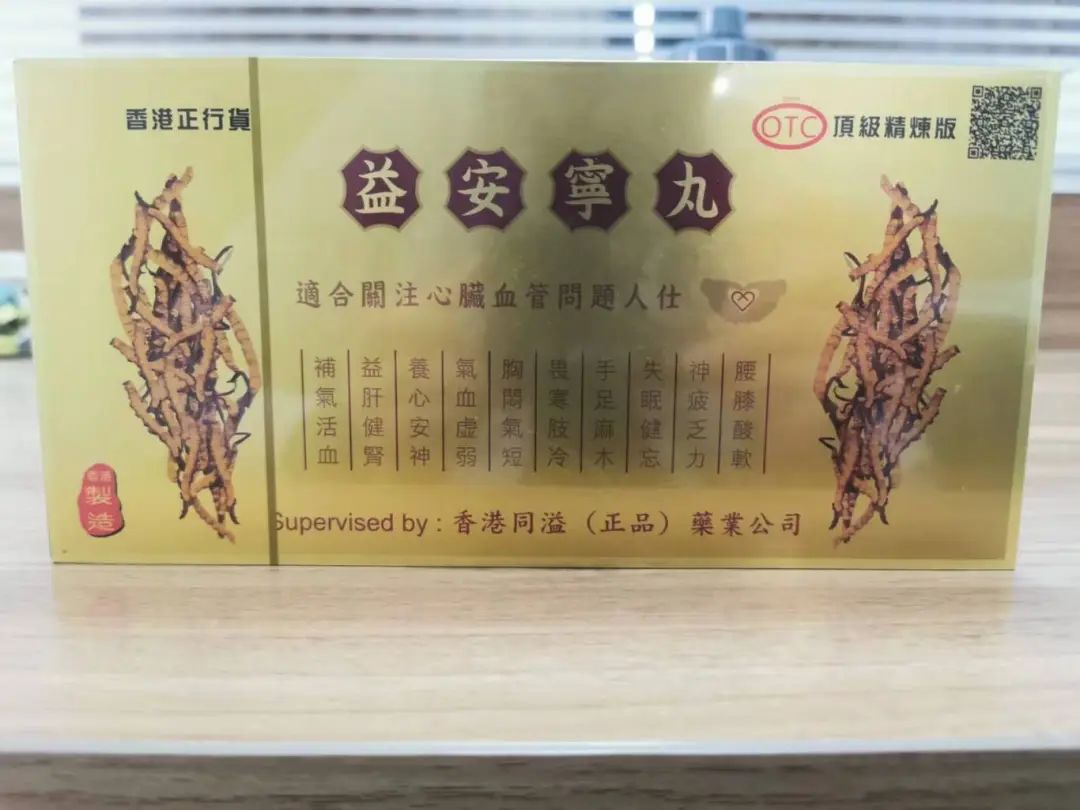 香港正行貨
OTC 頂級精煉版
益安寧丸
適合關注心臟血管問題人仕
補氣活血
益肝健腎
養心安神
氣血虛弱
胸悶氣短
畏寒肢冷
手足麻木
失眠健忘
神疲乏力
腰膝酸軟
香港
製造
Supervised by : 香港同溢（正品）藥業公司